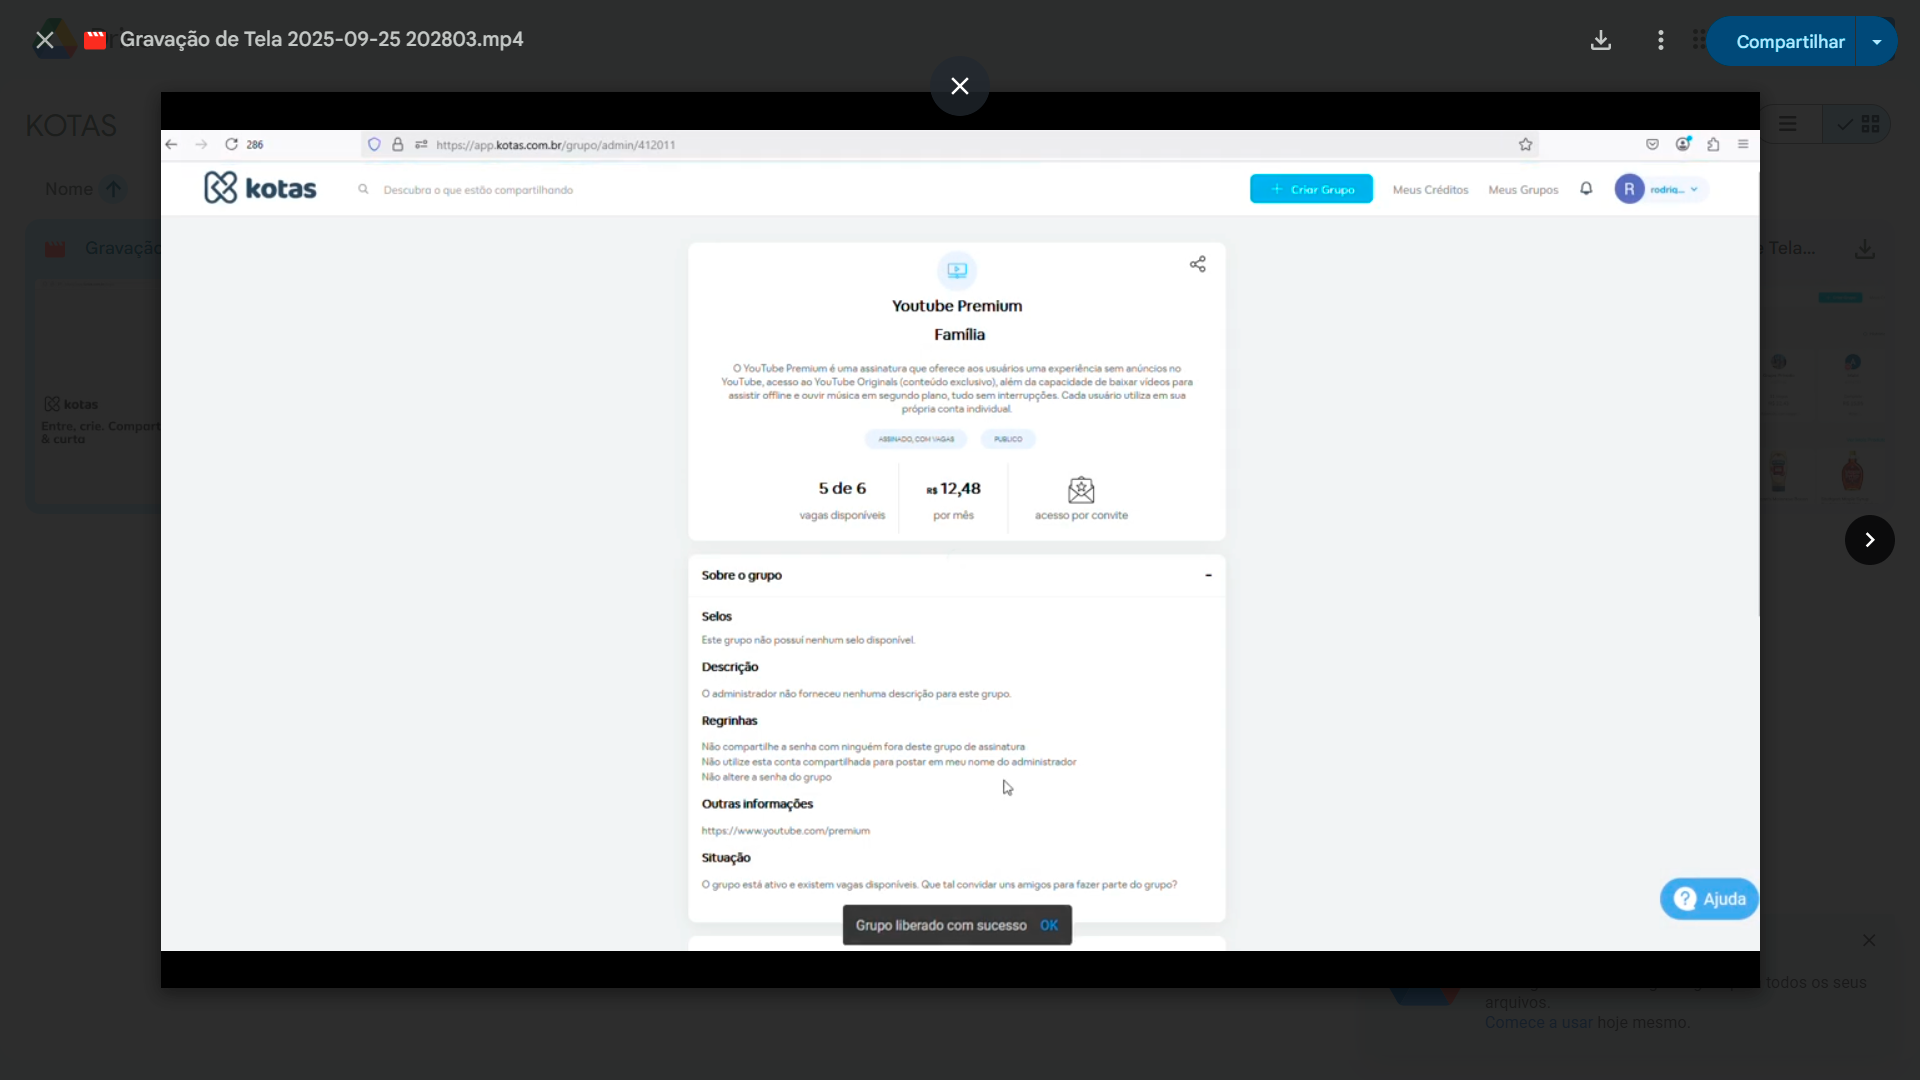 Gravação de Tela 2025-09-25 202803.mp4
Compartilhar
KOTAS
Nome
Gravação
Tela...
286
https://app.kotas.com.br/grupo/admin/412011
kotas
Descubra o que estão compartilhando
+ Criar Grupo
Meus Créditos
Meus Grupos
R
rodrig...
Youtube Premium
Família
O YouTube Premium é uma assinatura que oferece aos usuários uma experiência sem anúncios no
YouTube, acesso ao YouTube Originals (conteúdo exclusivo), além da capacidade de baixar vídeos para
assistir offline e ouvir música em segundo plano, tudo sem interrupções. Cada usuário utiliza em sua
própria conta individual.
ASSINADO, COM VAGAS
PUBLICO
5 de 6
vagas disponíveis
R$ 12,48
por mês
acesso por convite
kotas
Entre, crie. Compart
& curta
Sobre o grupo
-
Selos
Este grupo não possui nenhum selo disponível.
Descrição
O administrador não forneceu nenhuma descrição para este grupo.
Regrinhas
Não compartilhe a senha com ninguém fora deste grupo de assinatura
Não utilize esta conta compartilhada para postar em meu nome do administrador
Não altere a senha do grupo
Outras informações
https://www.youtube.com/premium
Situação
O grupo está ativo e existem vagas disponíveis. Que tal convidar uns amigos para fazer parte do grupo?
Grupo liberado com sucesso OK
Ajuda
todos os seus
arquivos.
Comece a usar hoje mesmo.